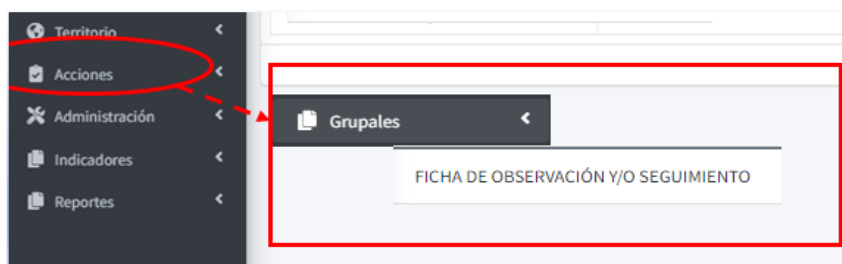 Territorio
Acciones
Administración
Indicadores
Reportes
Grupales
FICHA DE OBSERVACIÓN Y/O SEGUIMIENTO